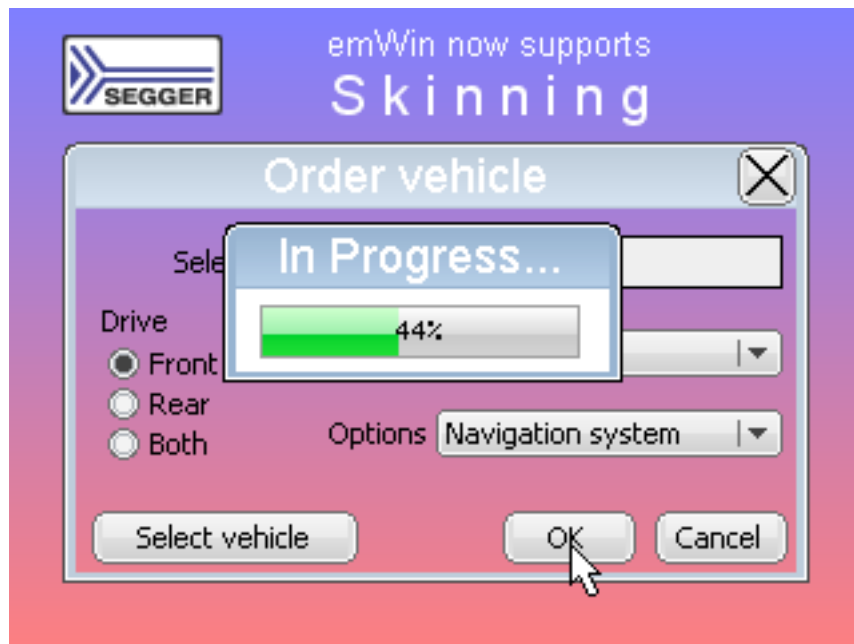 SEGGER
emWin now supports
Skinning
Order vehicle
In Progress...
44%
Drive
Front
Rear
Both
Options Navigation system
Select vehicle
OK
Cancel